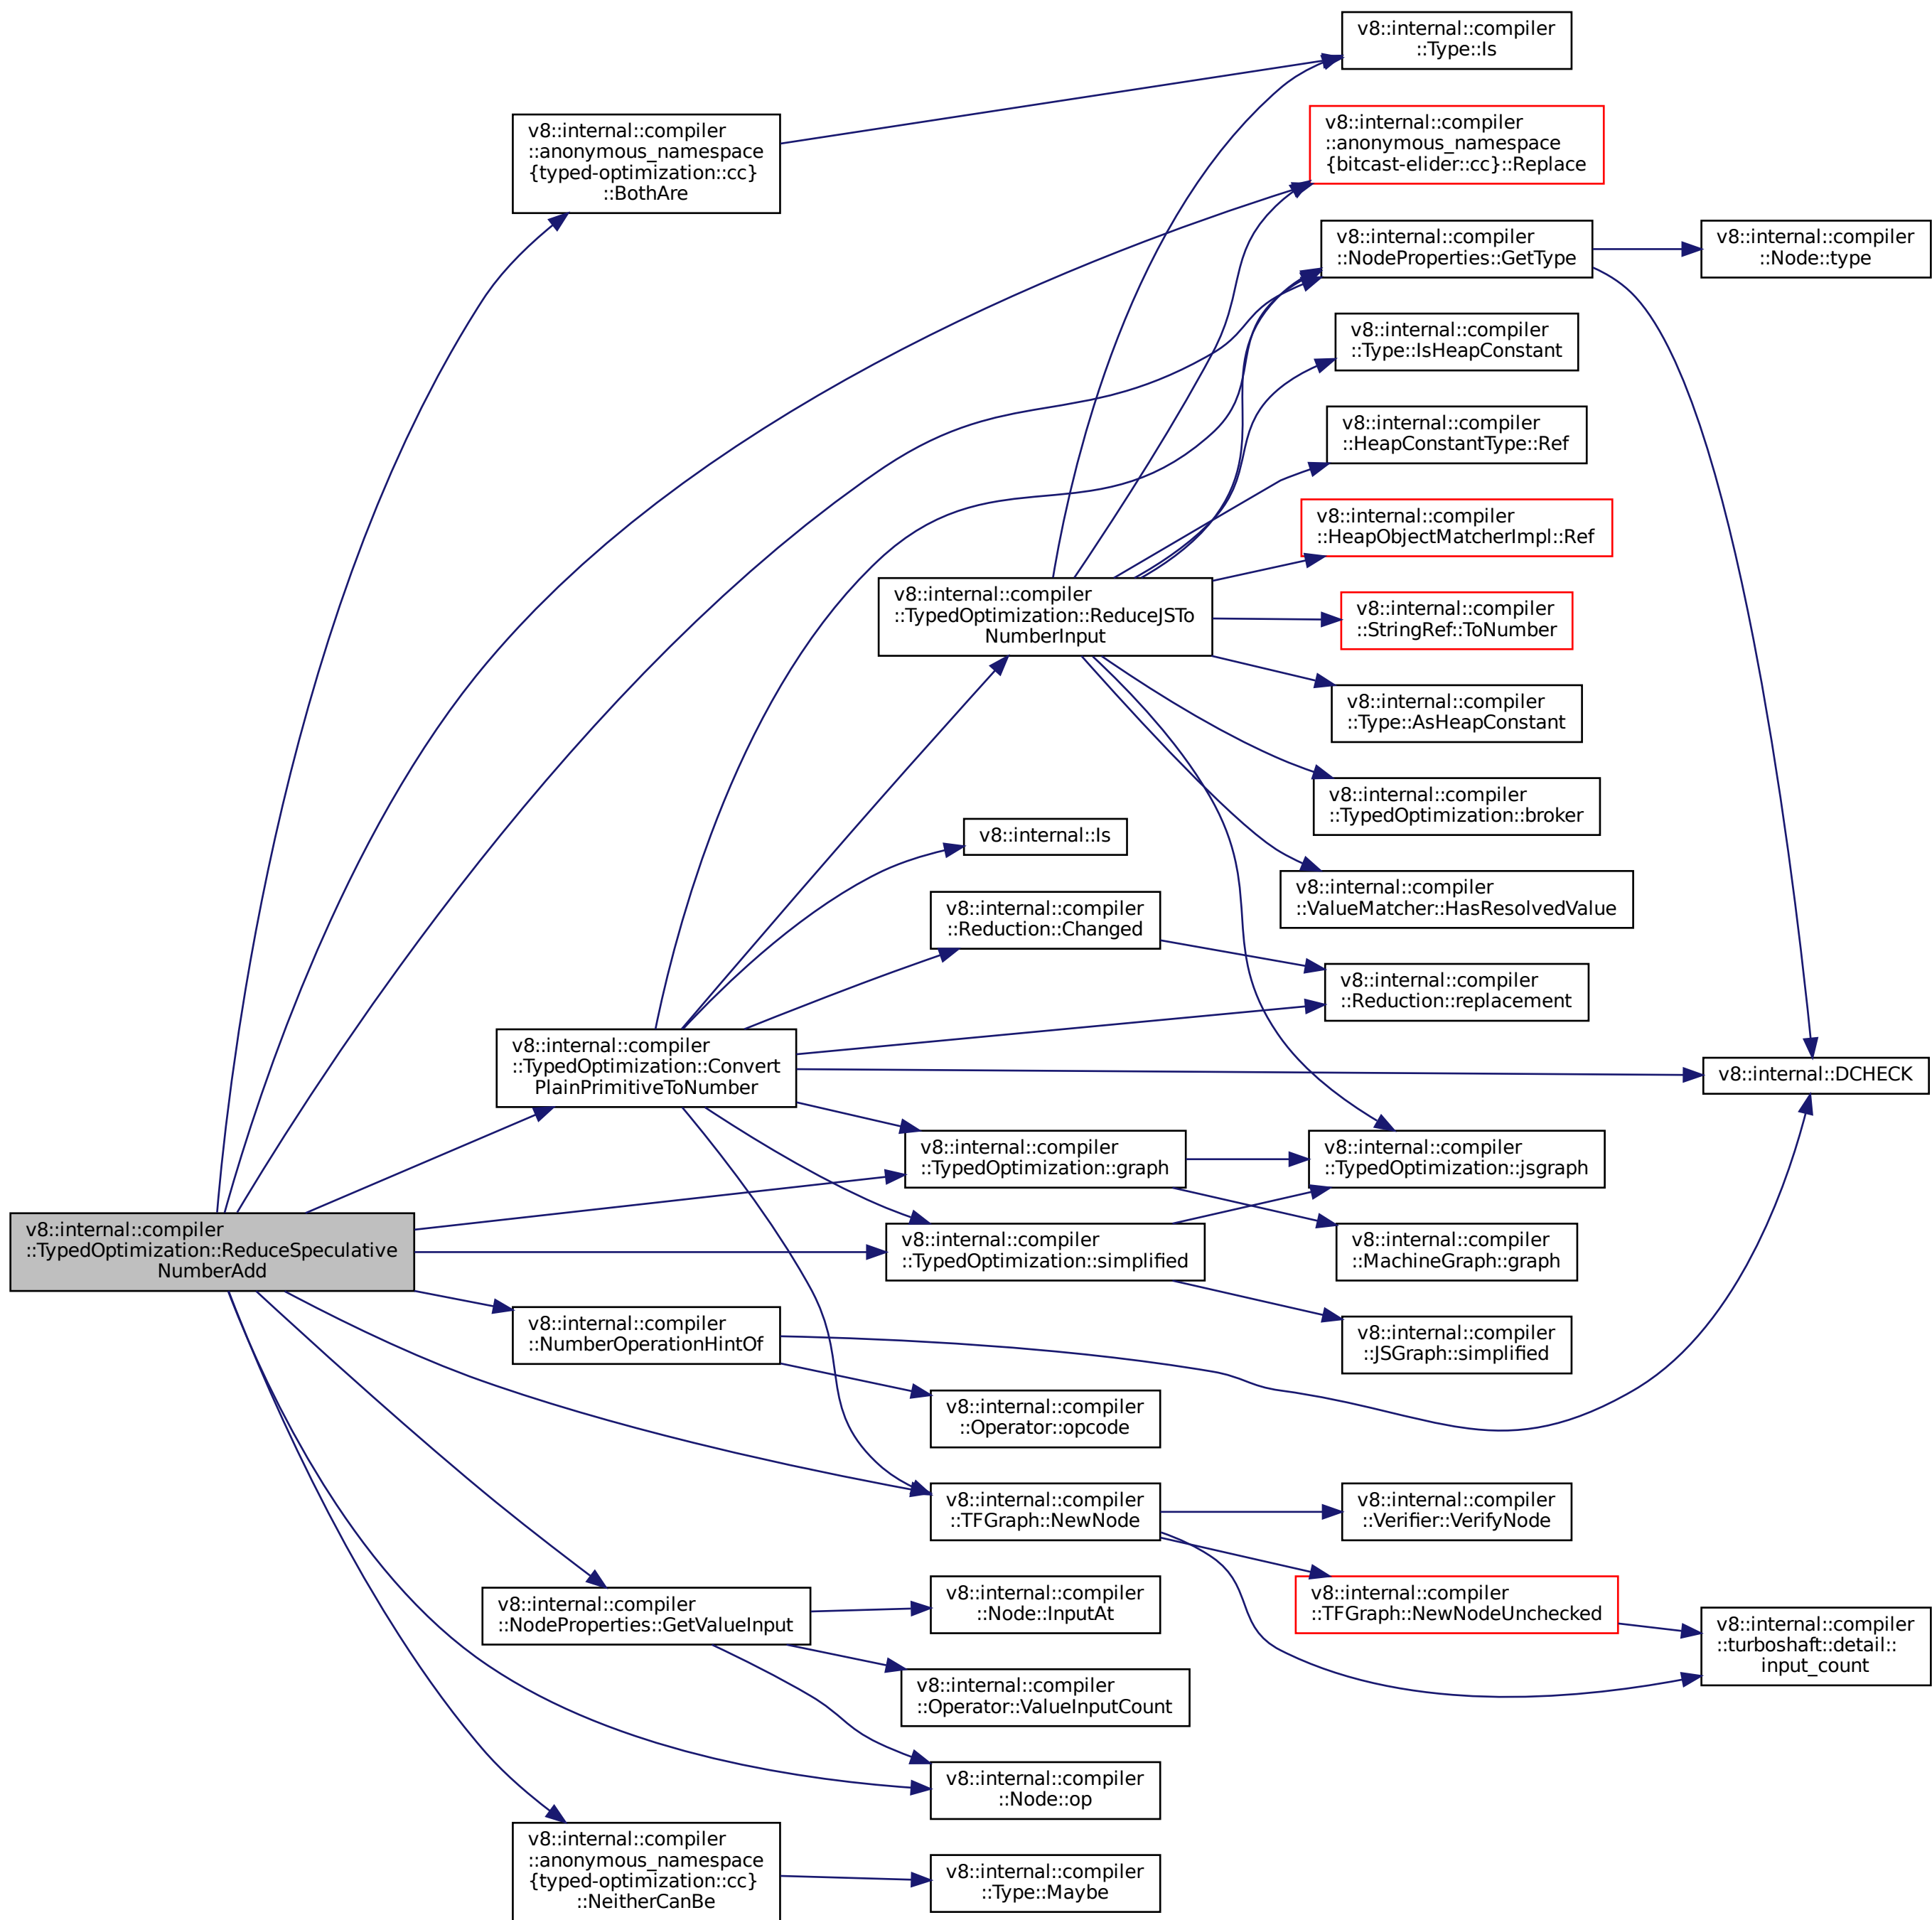 v8::internal::compiler
::Type::Is
v8::internal::compiler
::anonymous_namespace
{bitcast-elider::cc}::Replace
v8::internal::compiler
::anonymous_namespace
{typed-optimization::cc}
::BothAre
v8::internal::compiler
::NodeProperties::GetType
v8::internal::compiler
::Node::type
v8::internal::compiler
::Type::IsHeapConstant
v8::internal::compiler
::HeapConstantType::Ref
v8::internal::compiler
::HeapObjectMatcherImpl::Ref
v8::internal::compiler
::TypedOptimization::ReduceJSTo
NumberInput
v8::internal::compiler
::StringRef::ToNumber
v8::internal::compiler
::Type::AsHeapConstant
v8::internal::compiler
::TypedOptimization::broker
v8::internal::Is
v8::internal::compiler
::ValueMatcher::HasResolvedValue
v8::internal::compiler
::Reduction::Changed
v8::internal::compiler
::Reduction::replacement
v8::internal::compiler
::TypedOptimization::Convert
PlainPrimitiveToNumber
v8::internal::DCHECK
v8::internal::compiler
::TypedOptimization::graph
v8::internal::compiler
::TypedOptimization::jsgraph
v8::internal::compiler
::TypedOptimization::ReduceSpeculative
NumberAdd
v8::internal::compiler
::TypedOptimization::simplified
v8::internal::compiler
::MachineGraph::graph
v8::internal::compiler
::NumberOperationHintOf
v8::internal::compiler
::JSGraph::simplified
v8::internal::compiler
::Operator::opcode
v8::internal::compiler
::TFGraph::NewNode
v8::internal::compiler
::Verifier::VerifyNode
v8::internal::compiler
::NodeProperties::GetValueInput
v8::internal::compiler
::Node::InputAt
v8::internal::compiler
::TFGraph::NewNodeUnchecked
v8::internal::compiler
::turboshaft::detail::
input_count
v8::internal::compiler
::Operator::ValueInputCount
v8::internal::compiler
::Node::op
v8::internal::compiler
::anonymous_namespace
{typed-optimization::cc}
::NeitherCanBe
v8::internal::compiler
::Type::Maybe